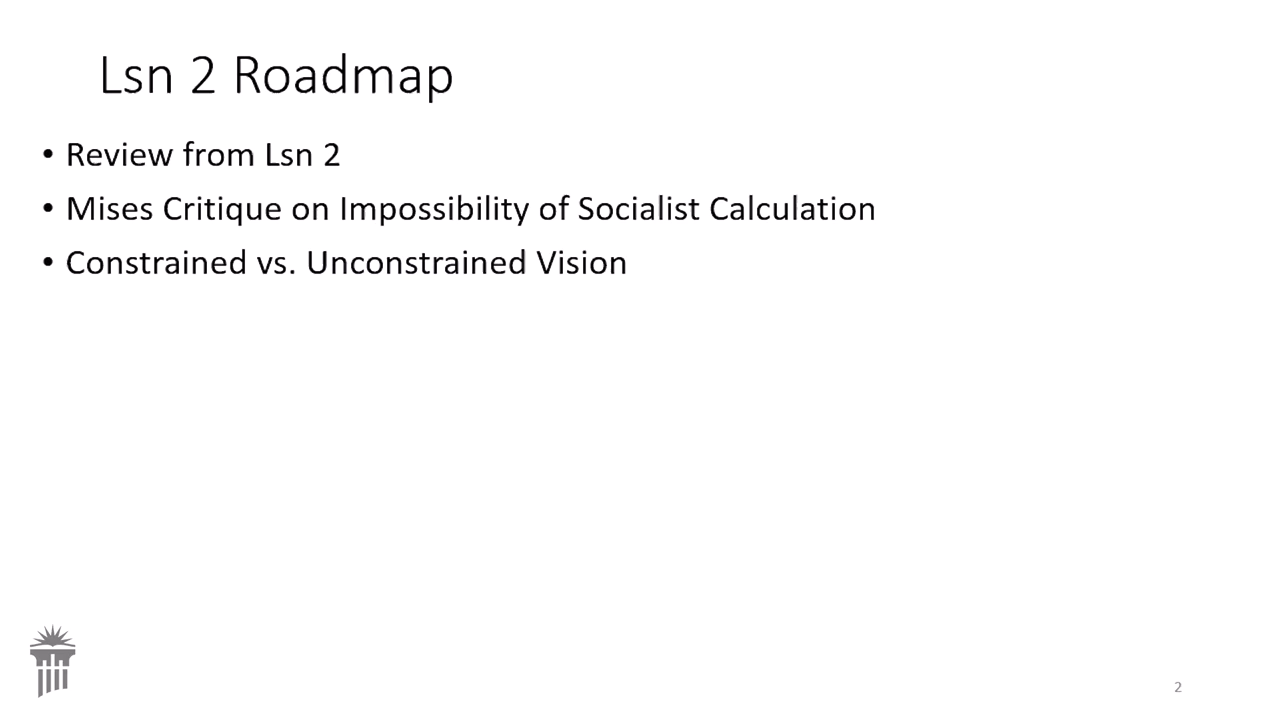 Lsn 2 Roadmap
• Review from Lsn 2
• Mises Critique on Impossibility of Socialist Calculation
• Constrained vs. Unconstrained Vision
2